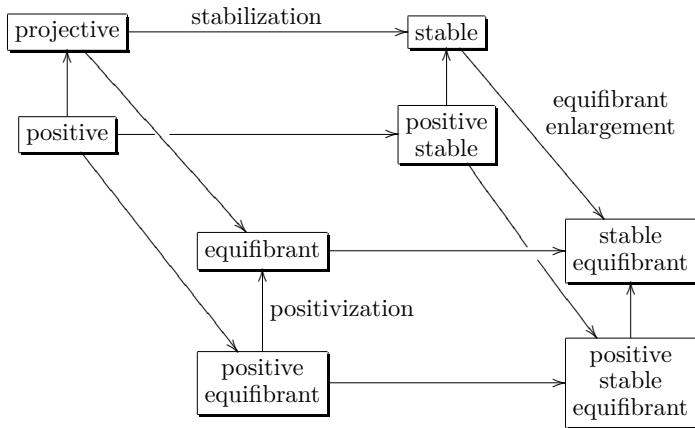 stabilization
projective
stable
equifibrant
enlargement
positive
positive
stable
equifibrant
stable
equifibrant
positivization
positive
equifibrant
positive
stable
equifibrant